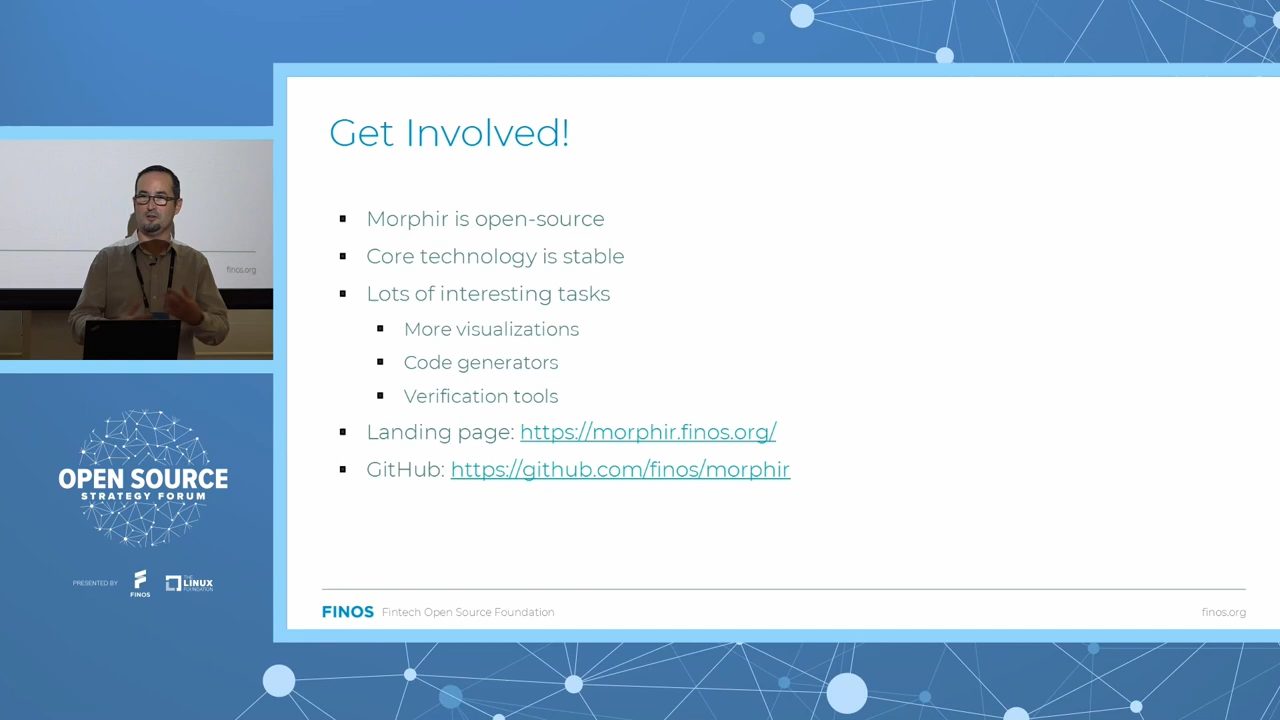 Get Involved!
Morphir is open-source
Core technology is stable
Lots of interesting tasks
More visualizations
Code generators
Verification tools
Landing page: https://morphir.finos.org/
GitHub: https://github.com/finos/morphir
FINOS Fintech Open Source Foundation
finos.org
finos.org
OPEN SOURCE
STRATEGY FORUM
PRESENTED BY
FINOS
THE
LINUX
FOUNDATION